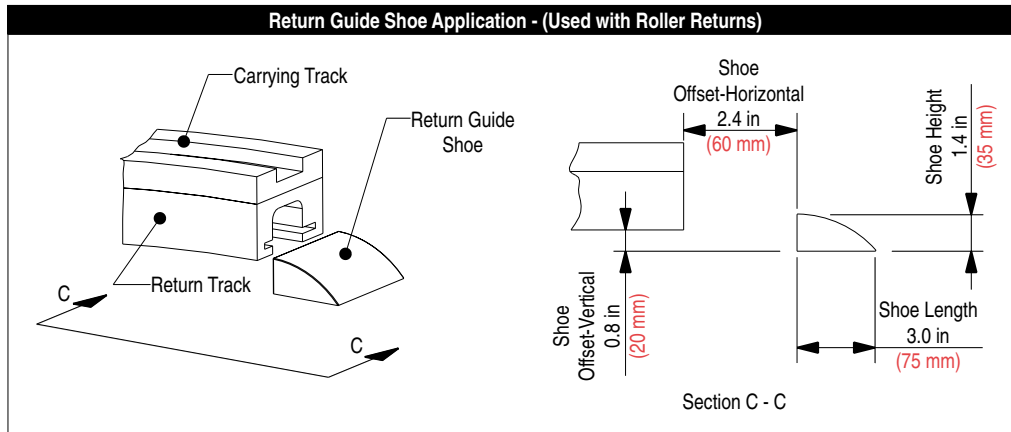 Return Guide Shoe Application - (Used with Roller Returns)
Carrying Track
Return Guide
Shoe
Return Track
C
C
Shoe
Offset-Horizontal
2.4 in
(60 mm)
Shoe Height
1.4 in
(35 mm)
Shoe
Offset-Vertical
0.8 in
(20 mm)
Shoe Length
3.0 in
(75 mm)
Section C - C